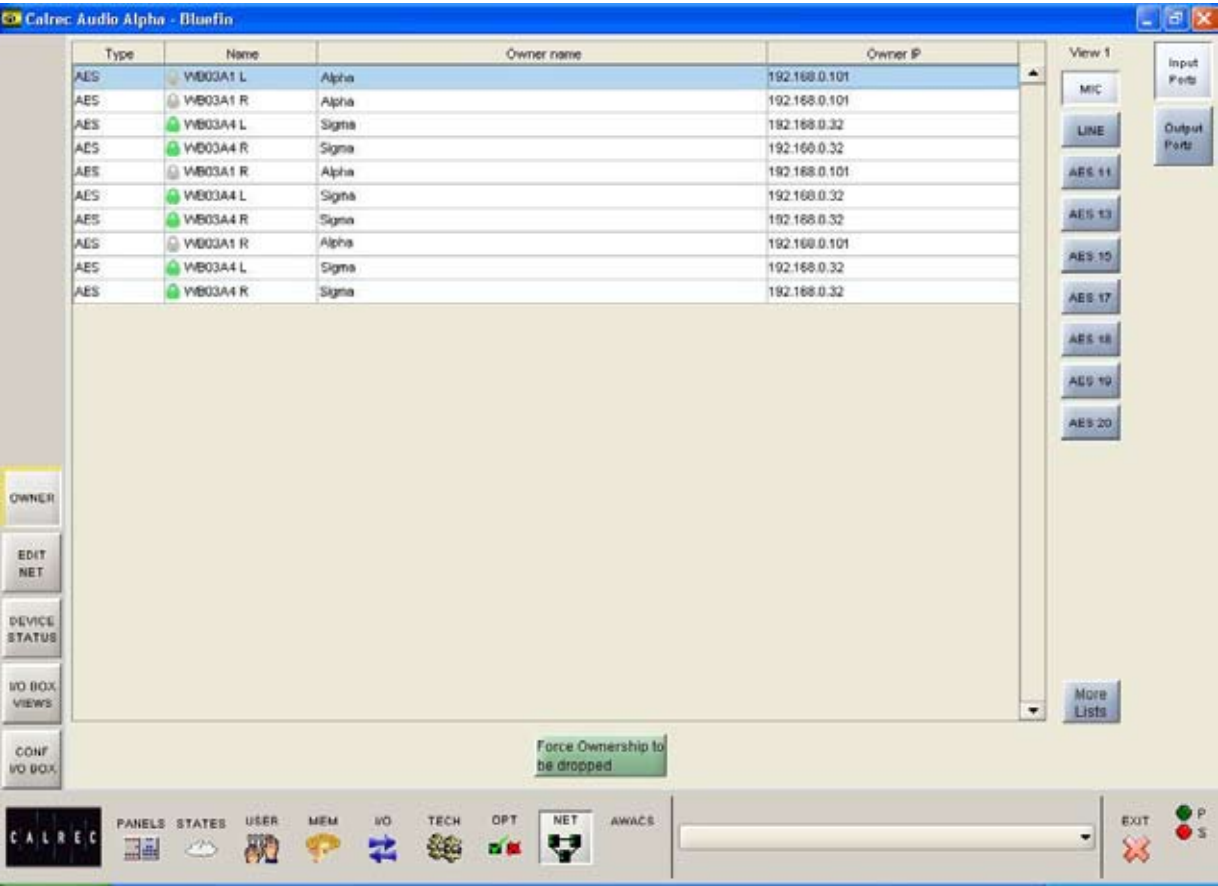 Calrec Audio Alpha - Bluefin
Type Name Owner name Owner IP
AES WB03A1 L Alpha 192.168.0.101
AES WB03A1 R Alpha 192.168.0.101
AES WB03A4 L Sigma 192.168.0.32
AES WB03A4 R Sigma 192.168.0.32
AES WB03A1 R Alpha 192.168.0.101
AES WB03A4 L Sigma 192.168.0.32
AES WB03A4 R Sigma 192.168.0.32
AES WB03A1 R Alpha 192.168.0.101
AES WB03A4 L Sigma 192.168.0.32
AES WB03A4 R Sigma 192.168.0.32
View 1
MIC
LINE
AES 11
AES 13
AES 15
AES 17
AES 18
AES 19
AES 20
More
Lists
Input
Ports
Output
Ports
OWNER
EDIT
NET
DEVICE
STATUS
I/O BOX
VIEWS
CONF
I/O BOX
Force Ownership to
be dropped
CALREC
PANELS STATES USER MEM I/O TECH OPT NET AWACS
EXIT
P
S